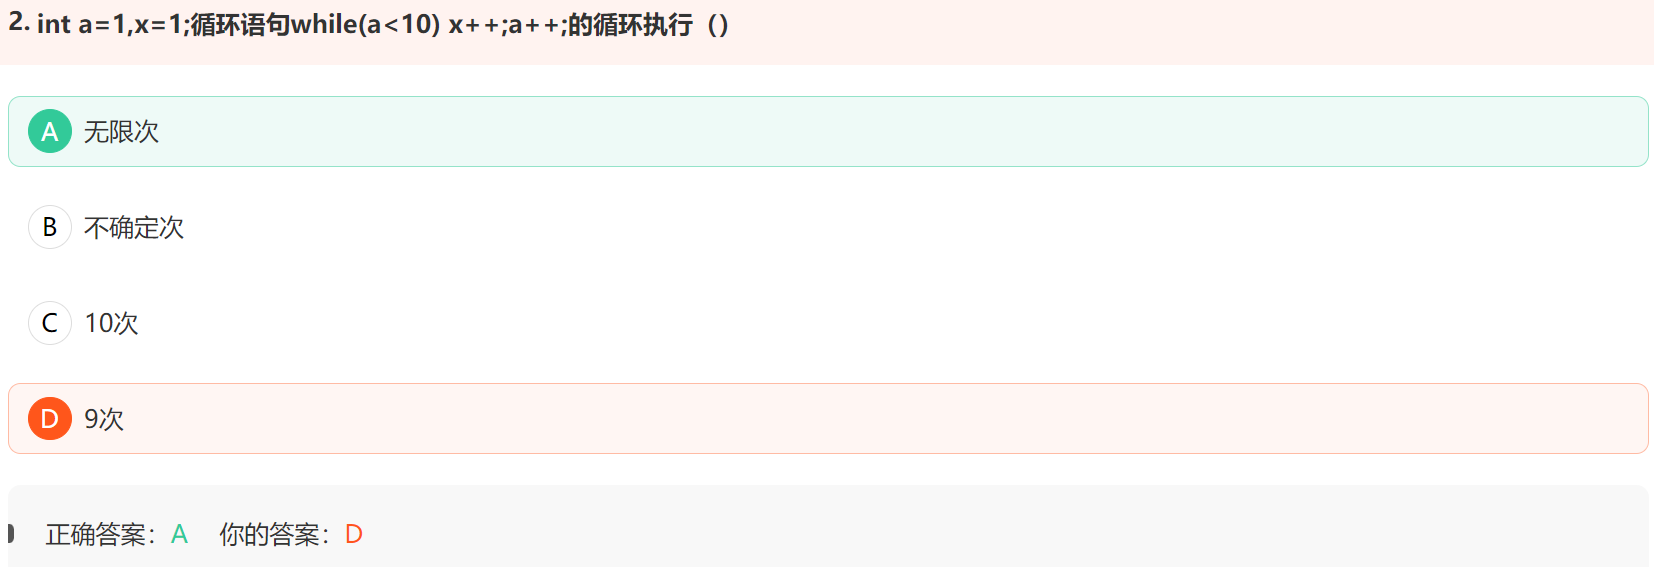 2. int a=1,x=1;循环语句while(a<10) x++;a++;的循环执行（）
A 无限次
B 不确定次
C 10次
D 9次
正确答案：A 你的答案：D